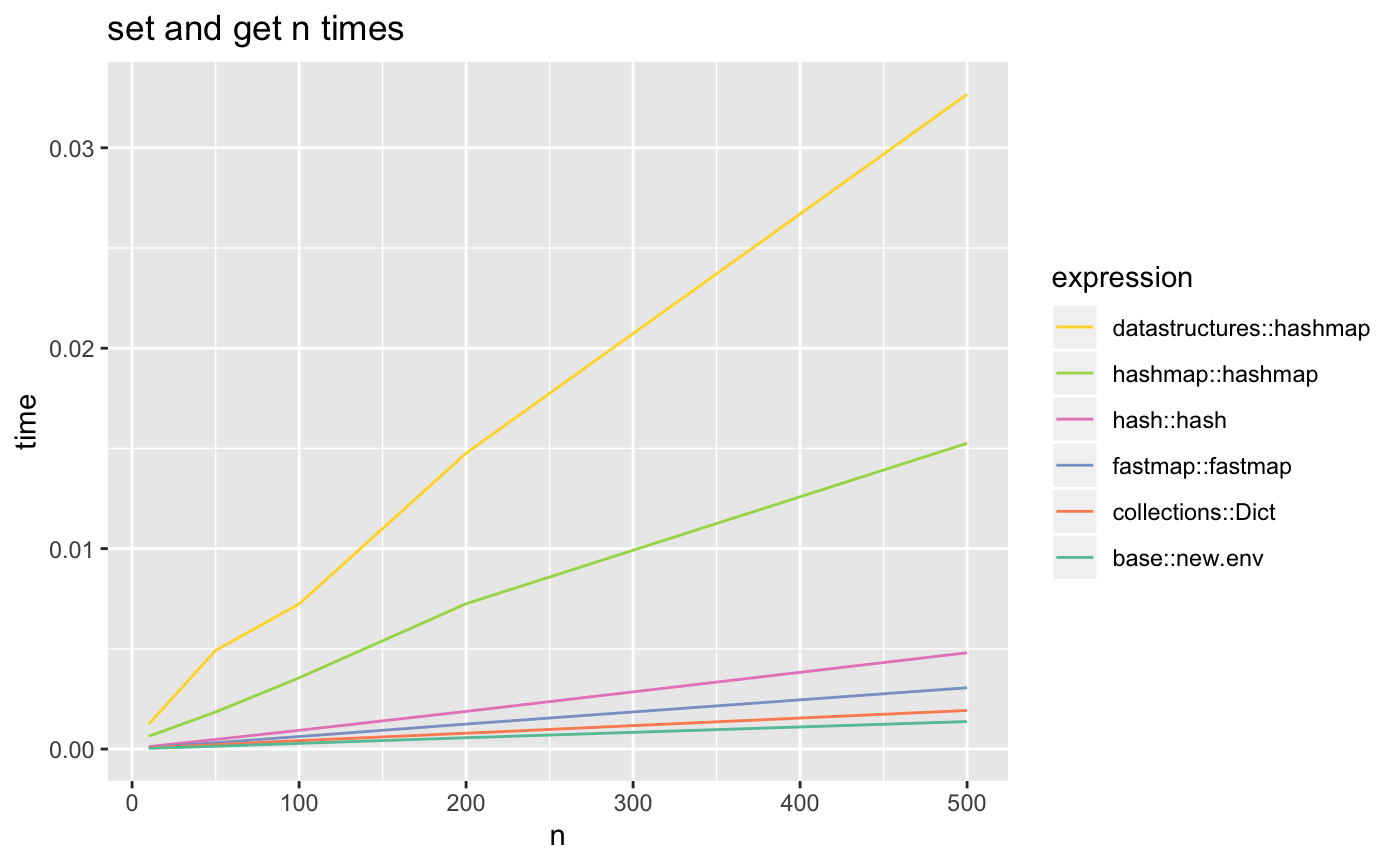 set and get n times
time
0.03
0.02
0.01
0.00
0 100 200 300 400 500
n
expression
datastructures::hashmap
hashmap::hashmap
hash::hash
fastmap::fastmap
collections::Dict
base::new.env